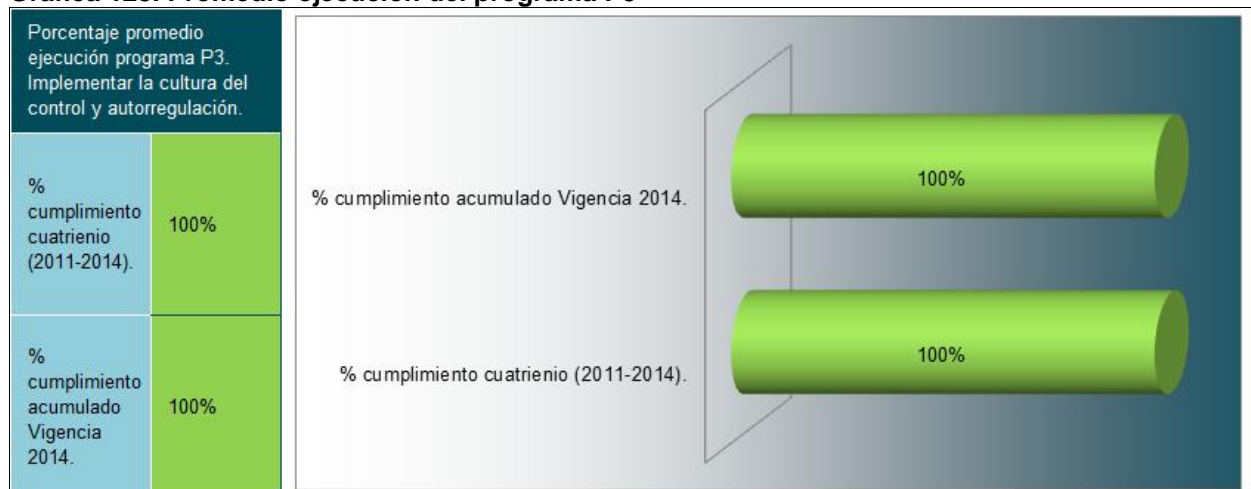 Porcentaje promedio
ejecución programa P3.
Implementar la cultura del
control y autorregulación.
%
cumplimiento
cuatrienio
(2011-2014).
100%
%
cumplimiento
acumulado
Vigencia
2014.
100%
% cumplimiento acumulado Vigencia 2014.
100%
% cumplimiento cuatrienio (2011-2014).
100%